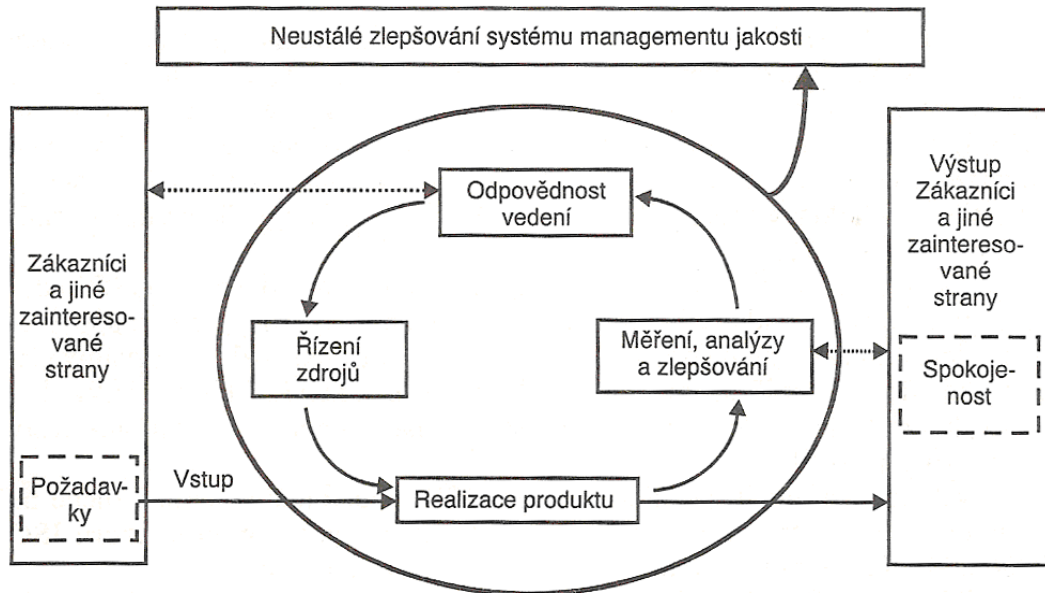 Neustálé zlepšování systému managementu jakosti
Zákazníci
a jiné
zaintereso-
vané
strany
Požadav-
ky
Vstup
Odpovědnost
vedení
Řízení
zdrojů
Měření, analýzy
a zlepšování
Realizace produktu
Výstup
Zákazníci
a jiné
zaintereso-
vané
strany
Spokoje-
nost